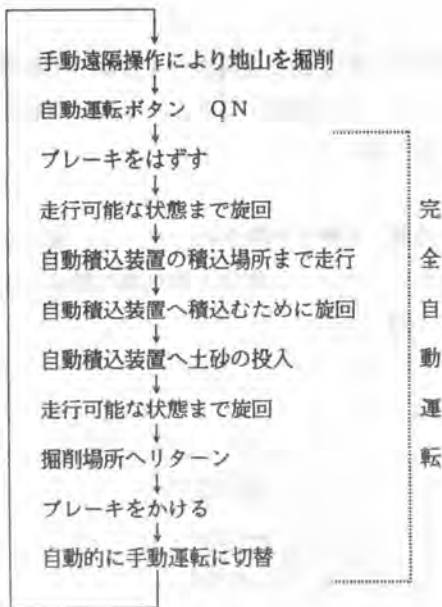 手動遠隔操作により地山を掘削
自動運転ボタン QN
ブレーキをはずす
走行可能な状態まで旋回
自動積込装置の積込場所まで走行
自動積込装置へ積込むために旋回
自動積込装置へ土砂の投入
走行可能な状態まで旋回
掘削場所へリターン
ブレーキをかける
自動的に手動運転に切替
完全自動運転